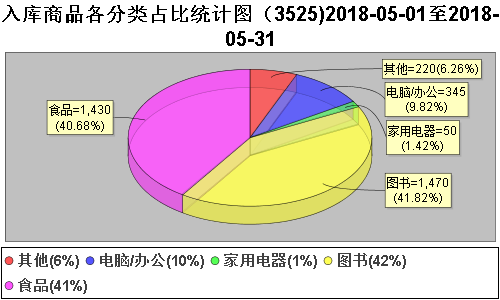 入库商品各分类占比统计图（3525)2018-05-01至2018-
05-31
其他=220(6.26%)
电脑/办公=345
(9.82%)
家用电器=50
(1.42%)
图书=1,470
(41.82%)
食品=1,430
(40.68%)
其他(6%) 电脑/办公(10%) 家用电器(1%) 图书(42%)
食品(41%)